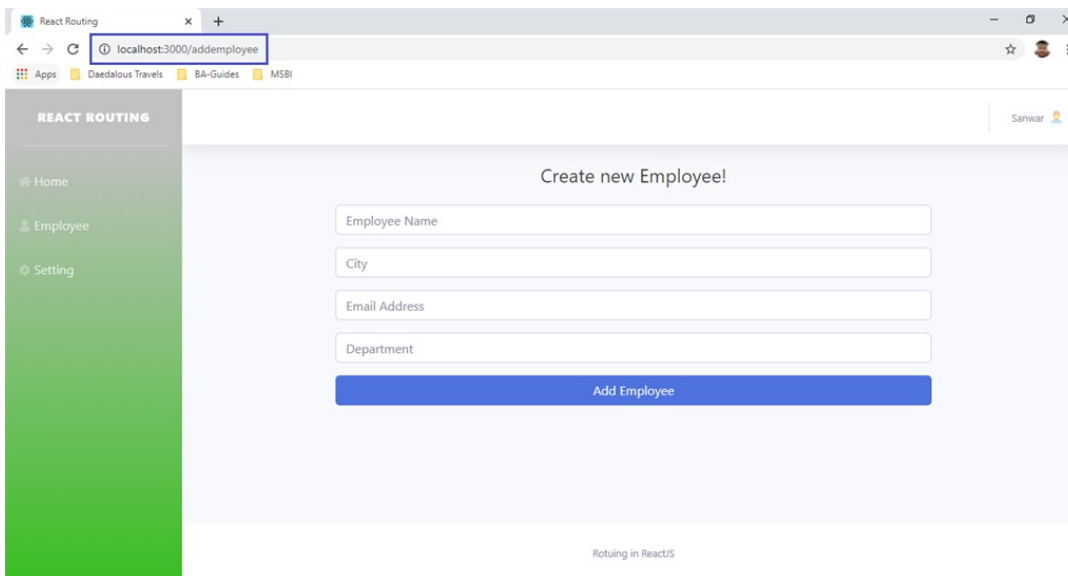 React Routing
localhost:3000/addemployee
Apps Daedalous Travels BA-Guides MSBI
REACT ROUTING
Sanwar
Home
Employee
Setting
Create new Employee!
Employee Name
City
Email Address
Department
Add Employee
Rotuing in ReactJS